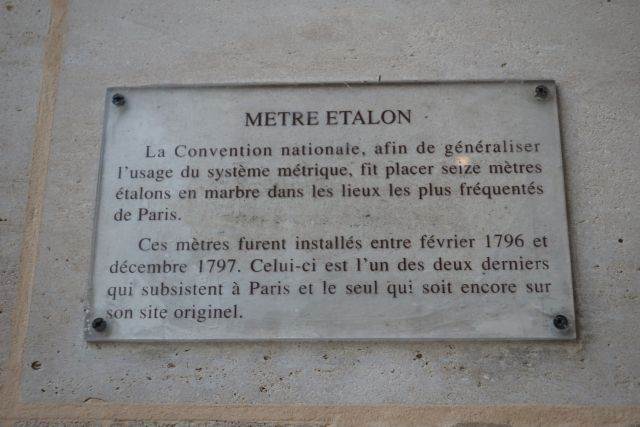 METRE ETALON
La Convention nationale, afin de généraliser
l'usage du système métrique, fit placer seize mètres
étalons en marbre dans les lieux les plus fréquentés
de Paris.
Ces mètres furent installés entre février 1796 et
décembre 1797. Celui-ci est l'un des deux derniers
qui subsistent à Paris et le seul qui soit encore sur
son site originel.